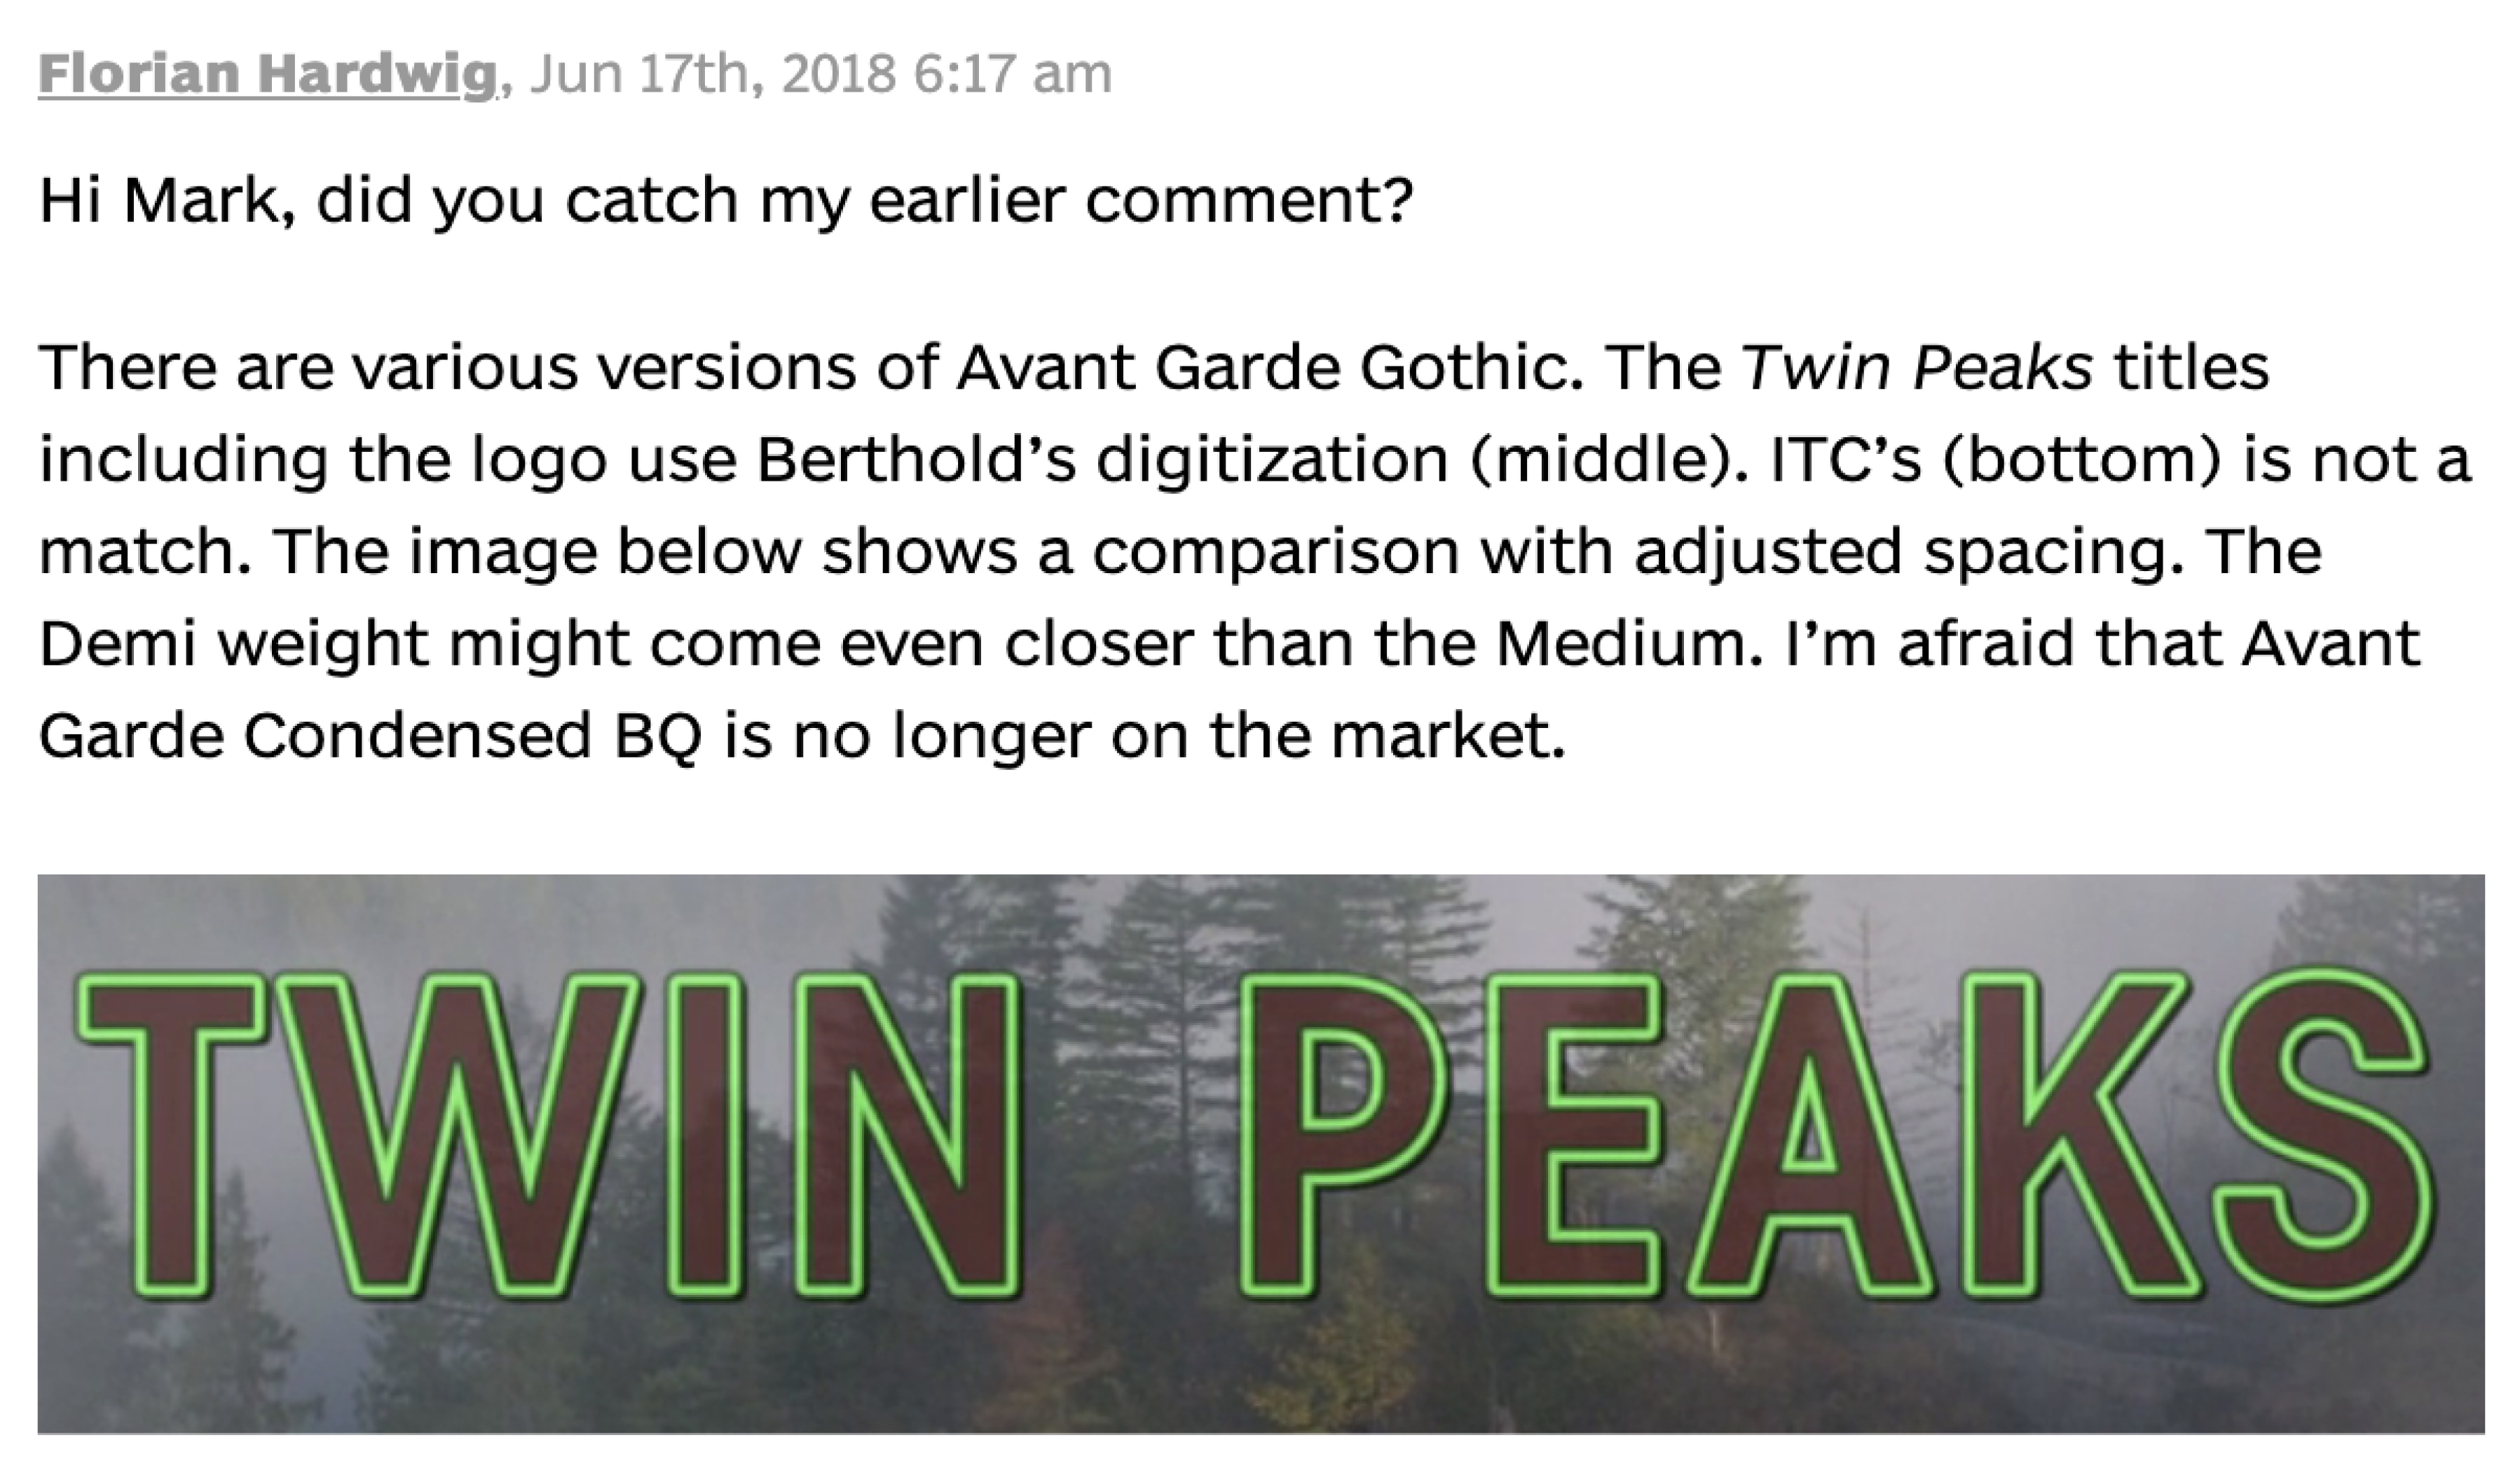 Florian Hardwig, Jun 17th, 2018 6:17 am
Hi Mark, did you catch my earlier comment?
There are various versions of Avant Garde Gothic. The Twin Peaks titles
including the logo use Berthold’s digitization (middle). ITC’s (bottom) is not a
match. The image below shows a comparison with adjusted spacing. The
Demi weight might come even closer than the Medium. I’m afraid that Avant
Garde Condensed BQ is no longer on the market.
TWIN PEAKS